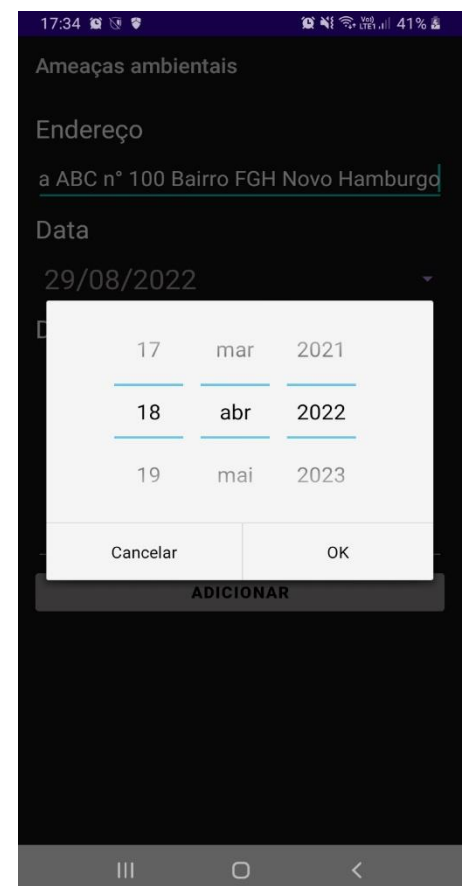 17:34 41%
Ameaças ambientais
Endereço
a ABC n° 100 Bairro FGH Novo Hamburgo
Data
29/08/2022
D
17 mar 2021
18 abr 2022
19 mai 2023
Cancelar OK
ADICIONAR